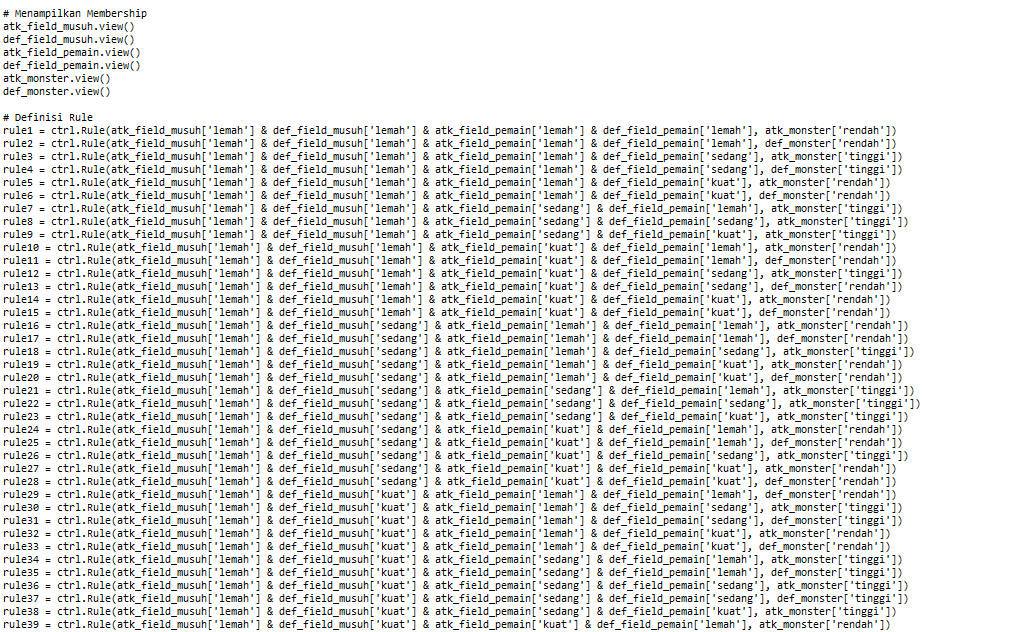 # Menampilkan Membership
atk_field_musuh.view()
def_field_musuh.view()
atk_field_pemain.view()
def_field_pemain.view()
atk_monster.view()
def_monster.view()

# Definisi Rule
rule1 = ctrl.Rule(atk_field_musuh['lemah'] & def_field_musuh['lemah'] & atk_field_pemain['lemah'] & def_field_pemain['lemah'], atk_monster['rendah'])
rule2 = ctrl.Rule(atk_field_musuh['lemah'] & def_field_musuh['lemah'] & atk_field_pemain['lemah'] & def_field_pemain['lemah'], def_monster['rendah'])
rule3 = ctrl.Rule(atk_field_musuh['lemah'] & def_field_musuh['lemah'] & atk_field_pemain['lemah'] & def_field_pemain['sedang'], atk_monster['tinggi'])
rule4 = ctrl.Rule(atk_field_musuh['lemah'] & def_field_musuh['lemah'] & atk_field_pemain['lemah'] & def_field_pemain['sedang'], def_monster['tinggi'])
rule5 = ctrl.Rule(atk_field_musuh['lemah'] & def_field_musuh['lemah'] & atk_field_pemain['lemah'] & def_field_pemain['kuat'], atk_monster['rendah'])
rule6 = ctrl.Rule(atk_field_musuh['lemah'] & def_field_musuh['lemah'] & atk_field_pemain['lemah'] & def_field_pemain['kuat'], def_monster['rendah'])
rule7 = ctrl.Rule(atk_field_musuh['lemah'] & def_field_musuh['lemah'] & atk_field_pemain['sedang'] & def_field_pemain['lemah'], atk_monster['tinggi'])
rule8 = ctrl.Rule(atk_field_musuh['lemah'] & def_field_musuh['lemah'] & atk_field_pemain['sedang'] & def_field_pemain['sedang'], atk_monster['tinggi'])
rule9 = ctrl.Rule(atk_field_musuh['lemah'] & def_field_musuh['lemah'] & atk_field_pemain['sedang'] & def_field_pemain['kuat'], atk_monster['tinggi'])
rule10 = ctrl.Rule(atk_field_musuh['lemah'] & def_field_musuh['lemah'] & atk_field_pemain['kuat'] & def_field_pemain['lemah'], atk_monster['rendah'])
rule11 = ctrl.Rule(atk_field_musuh['lemah'] & def_field_musuh['lemah'] & atk_field_pemain['kuat'] & def_field_pemain['lemah'], def_monster['rendah'])
rule12 = ctrl.Rule(atk_field_musuh['lemah'] & def_field_musuh['lemah'] & atk_field_pemain['kuat'] & def_field_pemain['sedang'], atk_monster['tinggi'])
rule13 = ctrl.Rule(atk_field_musuh['lemah'] & def_field_musuh['lemah'] & atk_field_pemain['kuat'] & def_field_pemain['sedang'], def_monster['rendah'])
rule14 = ctrl.Rule(atk_field_musuh['lemah'] & def_field_musuh['lemah'] & atk_field_pemain['kuat'] & def_field_pemain['kuat'], atk_monster['rendah'])
rule15 = ctrl.Rule(atk_field_musuh['lemah'] & def_field_musuh['lemah'] & atk_field_pemain['kuat'] & def_field_pemain['kuat'], def_monster['rendah'])
rule16 = ctrl.Rule(atk_field_musuh['lemah'] & def_field_musuh['sedang'] & atk_field_pemain['lemah'] & def_field_pemain['lemah'], atk_monster['rendah'])
rule17 = ctrl.Rule(atk_field_musuh['lemah'] & def_field_musuh['sedang'] & atk_field_pemain['lemah'] & def_field_pemain['lemah'], def_monster['rendah'])
rule18 = ctrl.Rule(atk_field_musuh['lemah'] & def_field_musuh['sedang'] & atk_field_pemain['lemah'] & def_field_pemain['sedang'], atk_monster['tinggi'])
rule19 = ctrl.Rule(atk_field_musuh['lemah'] & def_field_musuh['sedang'] & atk_field_pemain['lemah'] & def_field_pemain['kuat'], atk_monster['rendah'])
rule20 = ctrl.Rule(atk_field_musuh['lemah'] & def_field_musuh['sedang'] & atk_field_pemain['lemah'] & def_field_pemain['kuat'], def_monster['rendah'])
rule21 = ctrl.Rule(atk_field_musuh['lemah'] & def_field_musuh['sedang'] & atk_field_pemain['sedang'] & def_field_pemain['lemah'], atk_monster['tinggi'])
rule22 = ctrl.Rule(atk_field_musuh['lemah'] & def_field_musuh['sedang'] & atk_field_pemain['sedang'] & def_field_pemain['sedang'], atk_monster['tinggi'])
rule23 = ctrl.Rule(atk_field_musuh['lemah'] & def_field_musuh['sedang'] & atk_field_pemain['sedang'] & def_field_pemain['kuat'], atk_monster['tinggi'])
rule24 = ctrl.Rule(atk_field_musuh['lemah'] & def_field_musuh['sedang'] & atk_field_pemain['kuat'] & def_field_pemain['lemah'], atk_monster['rendah'])
rule25 = ctrl.Rule(atk_field_musuh['lemah'] & def_field_musuh['sedang'] & atk_field_pemain['kuat'] & def_field_pemain['lemah'], def_monster['rendah'])
rule26 = ctrl.Rule(atk_field_musuh['lemah'] & def_field_musuh['sedang'] & atk_field_pemain['kuat'] & def_field_pemain['sedang'], atk_monster['tinggi'])
rule27 = ctrl.Rule(atk_field_musuh['lemah'] & def_field_musuh['sedang'] & atk_field_pemain['kuat'] & def_field_pemain['kuat'], atk_monster['rendah'])
rule28 = ctrl.Rule(atk_field_musuh['lemah'] & def_field_musuh['sedang'] & atk_field_pemain['kuat'] & def_field_pemain['kuat'], def_monster['rendah'])
rule29 = ctrl.Rule(atk_field_musuh['lemah'] & def_field_musuh['kuat'] & atk_field_pemain['lemah'] & def_field_pemain['lemah'], def_monster['rendah'])
rule30 = ctrl.Rule(atk_field_musuh['lemah'] & def_field_musuh['kuat'] & atk_field_pemain['lemah'] & def_field_pemain['sedang'], atk_monster['tinggi'])
rule31 = ctrl.Rule(atk_field_musuh['lemah'] & def_field_musuh['kuat'] & atk_field_pemain['lemah'] & def_field_pemain['sedang'], def_monster['tinggi'])
rule32 = ctrl.Rule(atk_field_musuh['lemah'] & def_field_musuh['kuat'] & atk_field_pemain['lemah'] & def_field_pemain['kuat'], atk_monster['rendah'])
rule33 = ctrl.Rule(atk_field_musuh['lemah'] & def_field_musuh['kuat'] & atk_field_pemain['lemah'] & def_field_pemain['kuat'], def_monster['rendah'])
rule34 = ctrl.Rule(atk_field_musuh['lemah'] & def_field_musuh['kuat'] & atk_field_pemain['sedang'] & def_field_pemain['lemah'], atk_monster['tinggi'])
rule35 = ctrl.Rule(atk_field_musuh['lemah'] & def_field_musuh['kuat'] & atk_field_pemain['sedang'] & def_field_pemain['lemah'], def_monster['tinggi'])
rule36 = ctrl.Rule(atk_field_musuh['lemah'] & def_field_musuh['kuat'] & atk_field_pemain['sedang'] & def_field_pemain['sedang'], atk_monster['tinggi'])
rule37 = ctrl.Rule(atk_field_musuh['lemah'] & def_field_musuh['kuat'] & atk_field_pemain['sedang'] & def_field_pemain['sedang'], def_monster['tinggi'])
rule38 = ctrl.Rule(atk_field_musuh['lemah'] & def_field_musuh['kuat'] & atk_field_pemain['sedang'] & def_field_pemain['kuat'], atk_monster['tinggi'])
rule39 = ctrl.Rule(atk_field_musuh['lemah'] & def_field_musuh['kuat'] & atk_field_pemain['kuat'] & def_field_pemain['lemah'], atk_monster['rendah'])